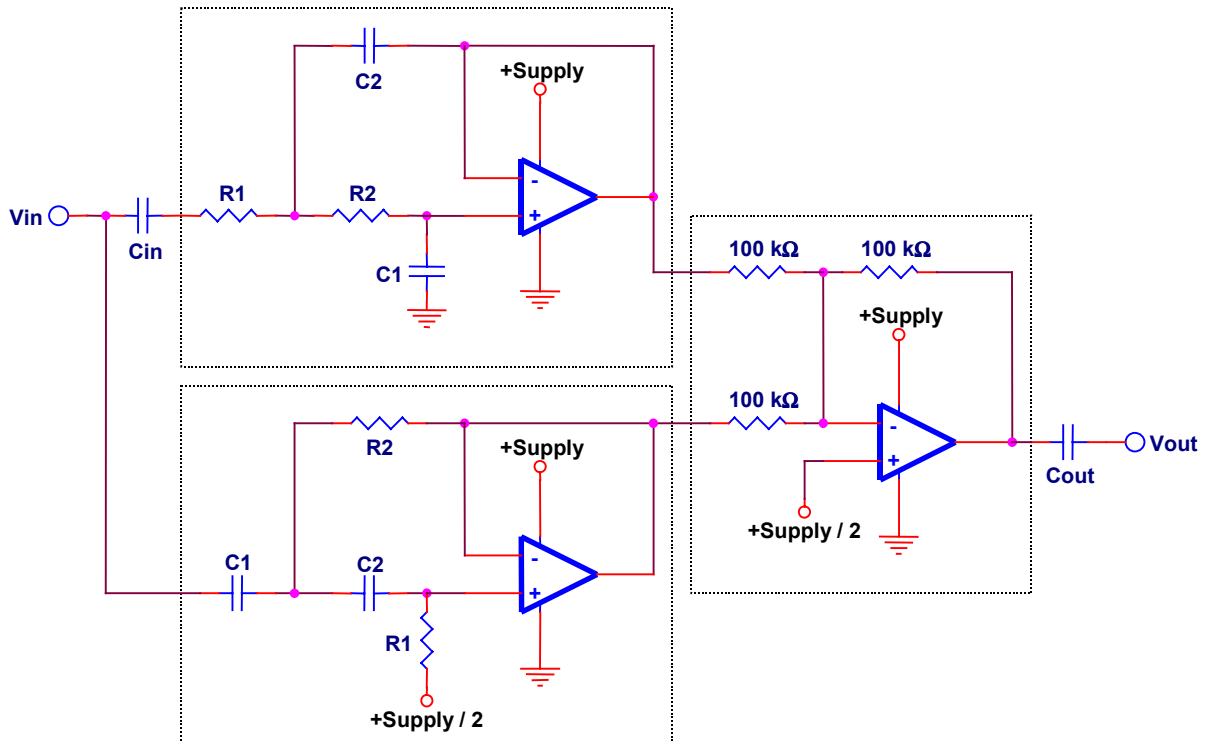 C2
+Supply
-
+
R1
R2
Vin
Cin
C1
100 kΩ
100 kΩ
+Supply
100 kΩ
-
+
Vout
Cout
+Supply / 2
R2
+Supply
-
+
C1
C2
R1
+Supply / 2